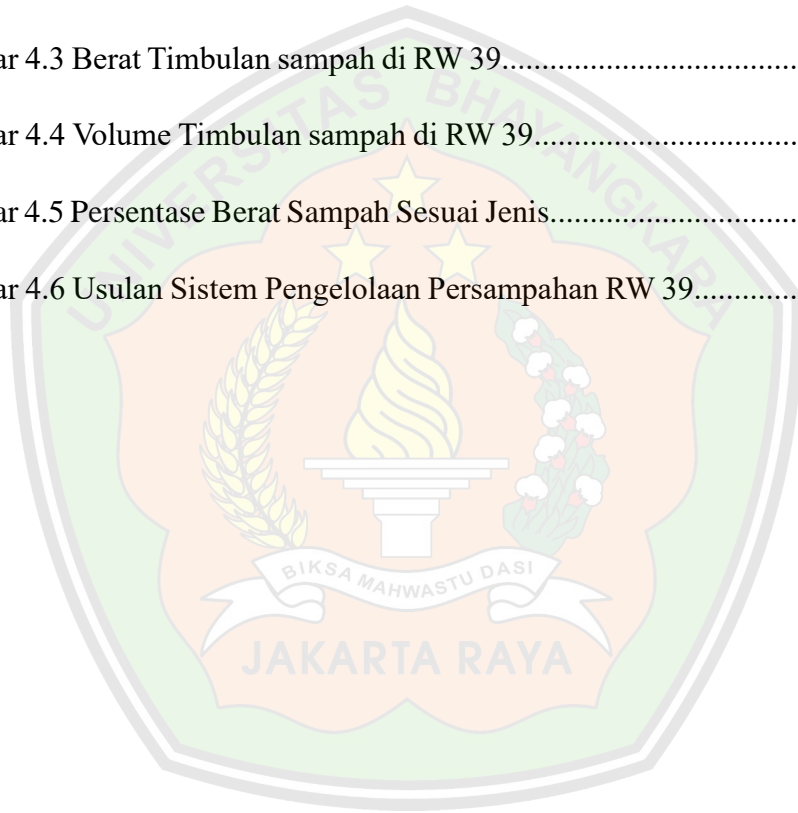 ar 4.3 Berat Timbulan sampah di RW 39....................................
ar 4.4 Volume Timbulan sampah di RW 39................................
ar 4.5 Persentase Berat Sampah Sesuai Jenis..............................
ar 4.6 Usulan Sistem Pengelolaan Persampahan RW 39.............
UNIVERSITAS BHAYANGKARA
BIKSA MAHWASTU DASI
JAKARTA RAYA